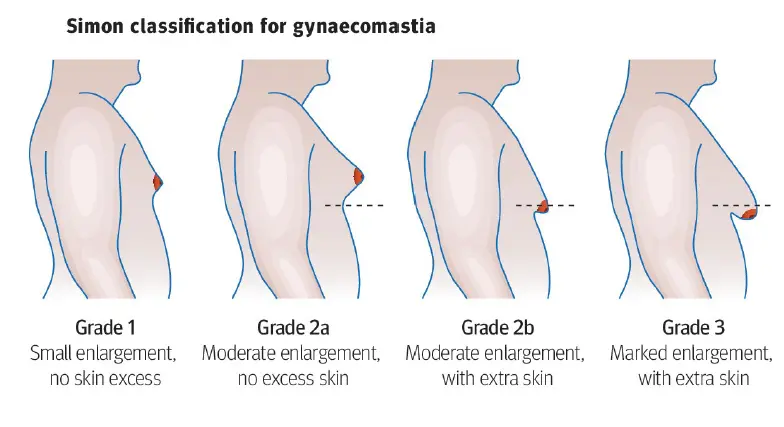 Simon classification for gynaecomastia
Grade 1
Small enlargement,
no skin excess
Grade 2a
Moderate enlargement,
no excess skin
Grade 2b
Moderate enlargement,
with extra skin
Grade 3
Marked enlargement,
with extra skin